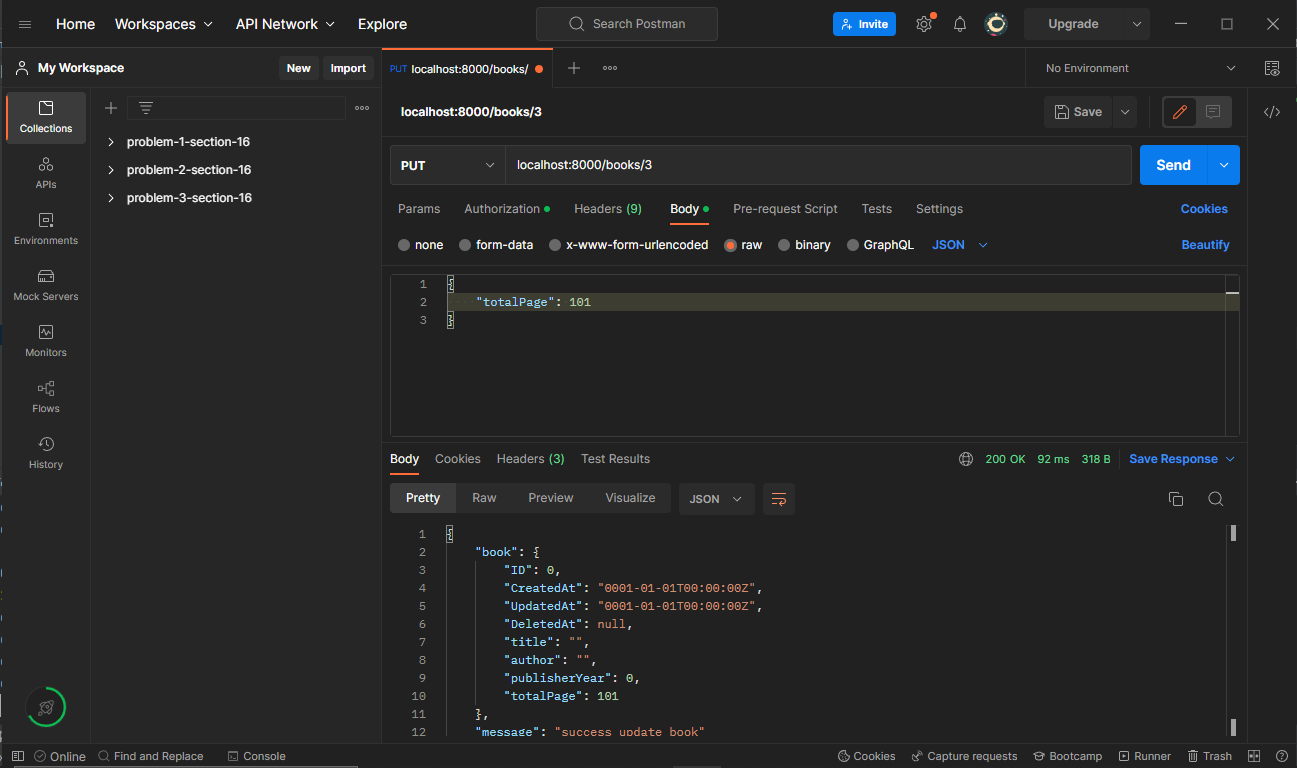 Home Workspaces API Network Explore Search Postman Invite Upgrade
My Workspace New Import PUT localhost:8000/books/ No Environment
Collections
APIs
Environments
Mock Servers
Monitors
Flows
History
problem-1-section-16
problem-2-section-16
problem-3-section-16
localhost:8000/books/3 Save
PUT localhost:8000/books/3 Send
Params Authorization Headers (9) Body Pre-request Script Tests Settings Cookies
none form-data x-www-form-urlencoded raw binary GraphQL JSON Beautify
1 {
2 "totalPage": 101
3 }
Body Cookies Headers (3) Test Results 200 OK 92 ms 318 B Save Response
Pretty Raw Preview Visualize JSON
1 {
2 "book": {
3 "ID": 0,
4 "CreatedAt": "0001-01-01T00:00:00Z",
5 "UpdatedAt": "0001-01-01T00:00:00Z",
6 "DeletedAt": null,
7 "title": "",
8 "author": "",
9 "publisherYear": 0,
10 "totalPage": 101
11 },
12 "message": "success update book"
Online Find and Replace Console Cookies Capture requests Bootcamp Runner Trash